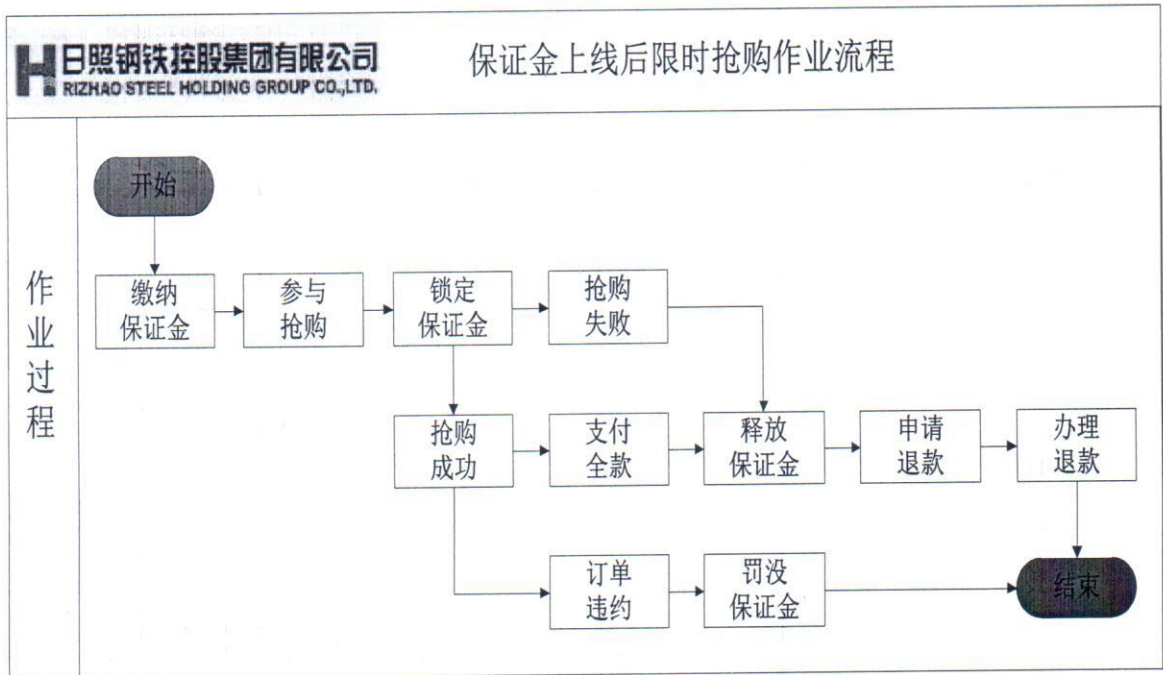 日照钢铁控股集团有限公司
RIZHAO STEEL HOLDING GROUP CO.,LTD.
保证金上线后限时抢购作业流程
作
业
过
程
开始
缴纳
保证金
参与
抢购
锁定
保证金
抢购
失败
抢购
成功
支付
全款
释放
保证金
申请
退款
办理
退款
订单
违约
罚没
保证金
结束